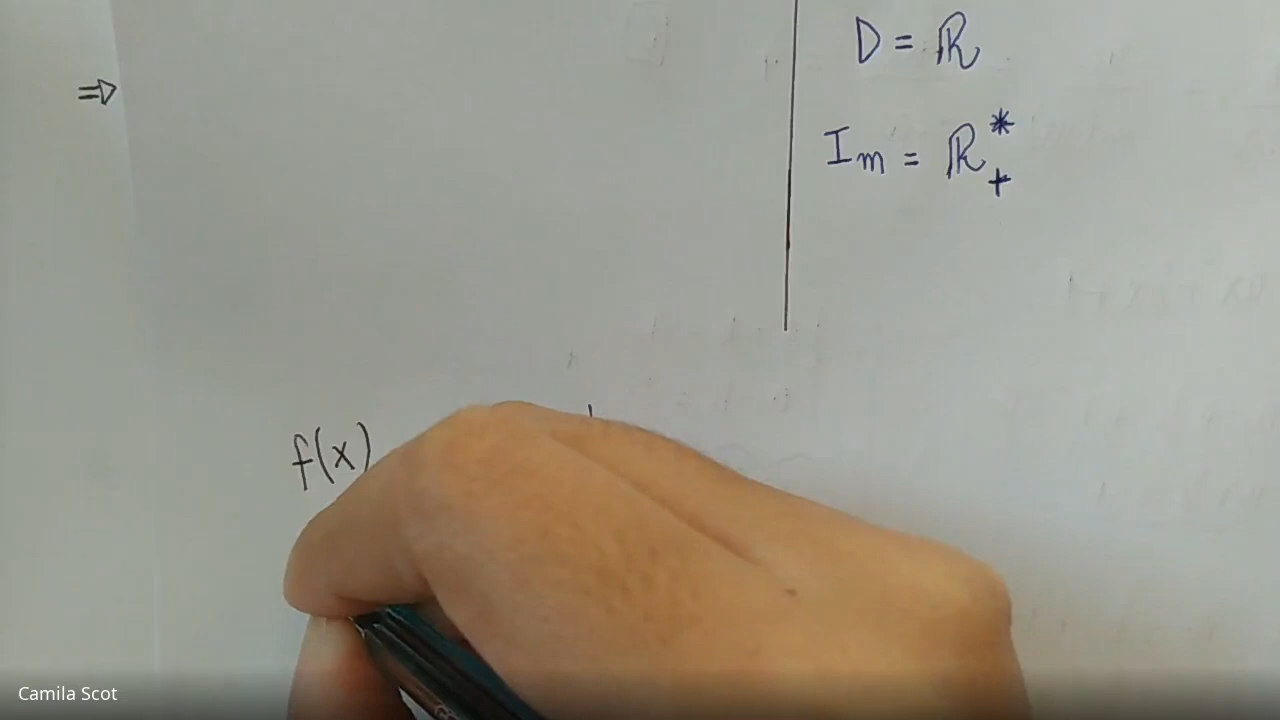 D = ℝ
⇒
Im = ℝ*₊
f(x)
Camila Scot